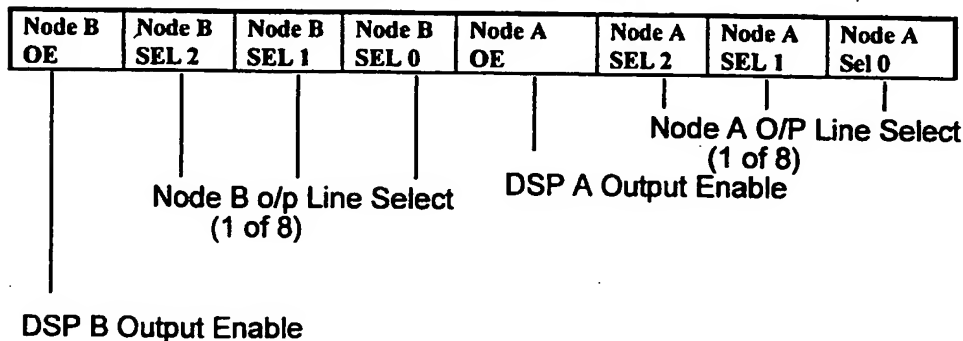 Node B OE
Node B SEL 2
Node B SEL 1
Node B SEL 0
Node A OE
Node A SEL 2
Node A SEL 1
Node A Sel 0
Node A O/P Line Select
(1 of 8)
DSP A Output Enable
Node B o/p Line Select
(1 of 8)
DSP B Output Enable